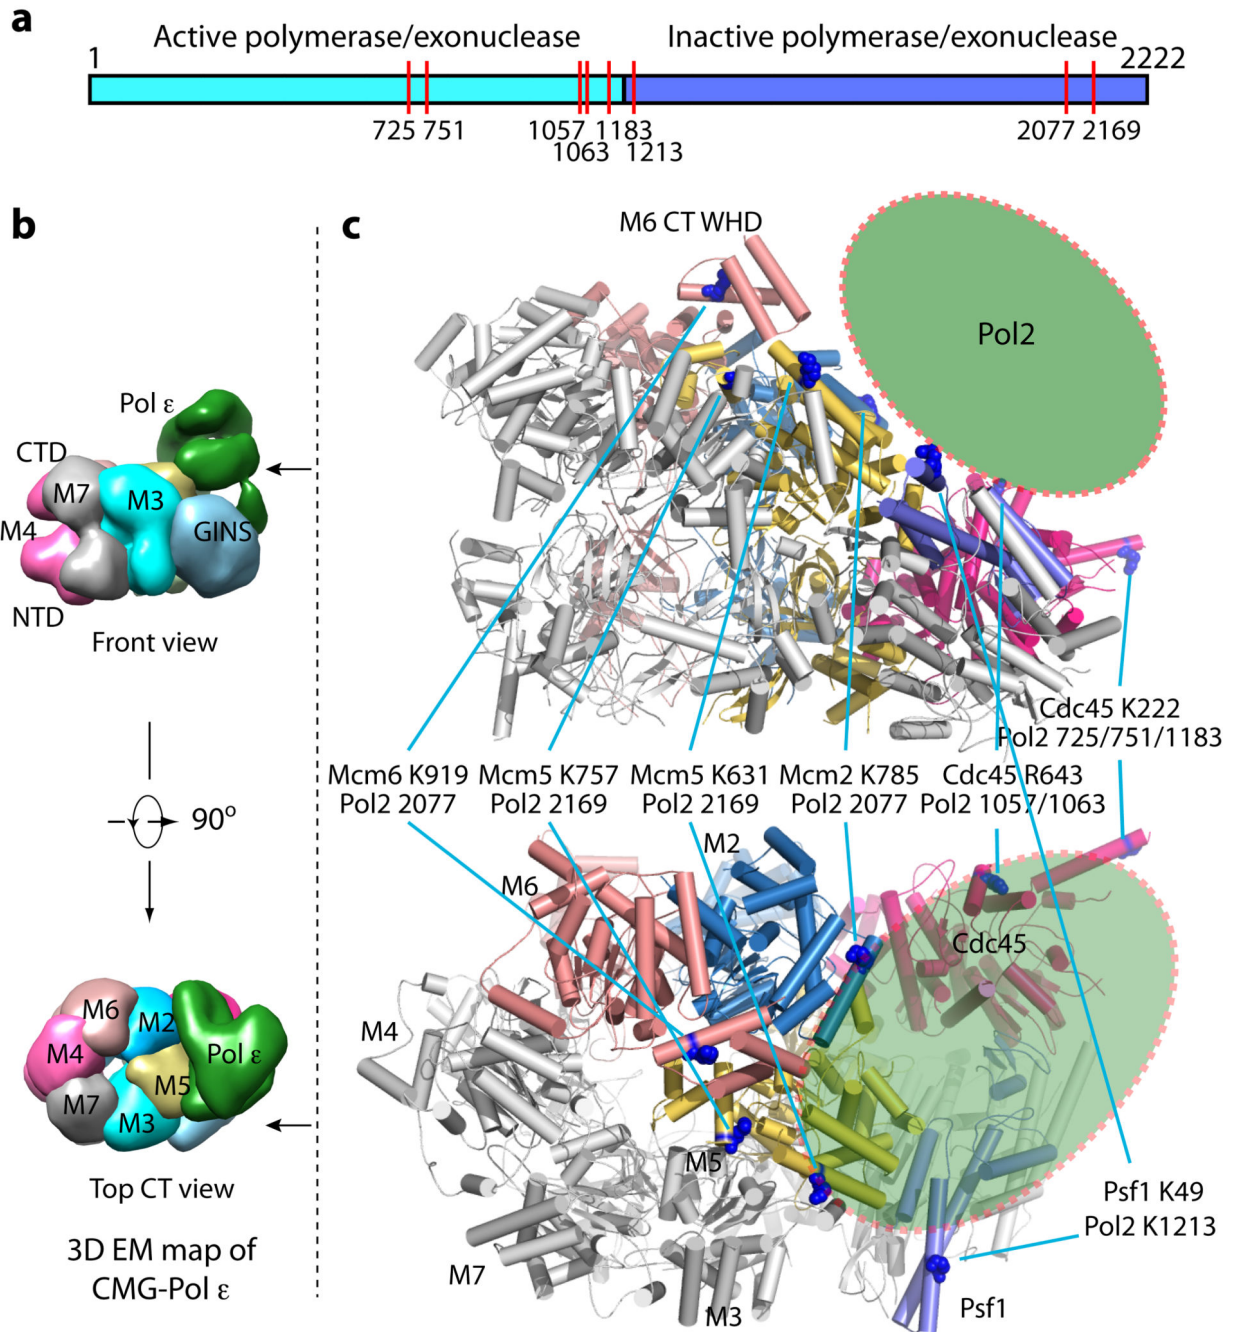 a
Active polymerase/exonuclease
Inactive polymerase/exonuclease
1
2222
725 751
1057 1183
2077 2169
1063 1213
b
c
M6 CT WHD
Pol2
Pol ε
CTD
M7
M3
M4
GINS
NTD
Front view
90º
Cdc45 K222
Pol2 725/751/1183
Mcm6 K919
Pol2 2077
Mcm5 K757
Pol2 2169
Mcm5 K631
Pol2 2169
Mcm2 K785
Pol2 2077
Cdc45 R643
Pol2 1057/1063
M2
M6
Cdc45
M4
M5
M7
M3
Psf1 K49
Pol2 K1213
Psf1
M6
M2
M4
Pol ε
M5
M7
M3
Top CT view
3D EM map of
CMG-Pol ε